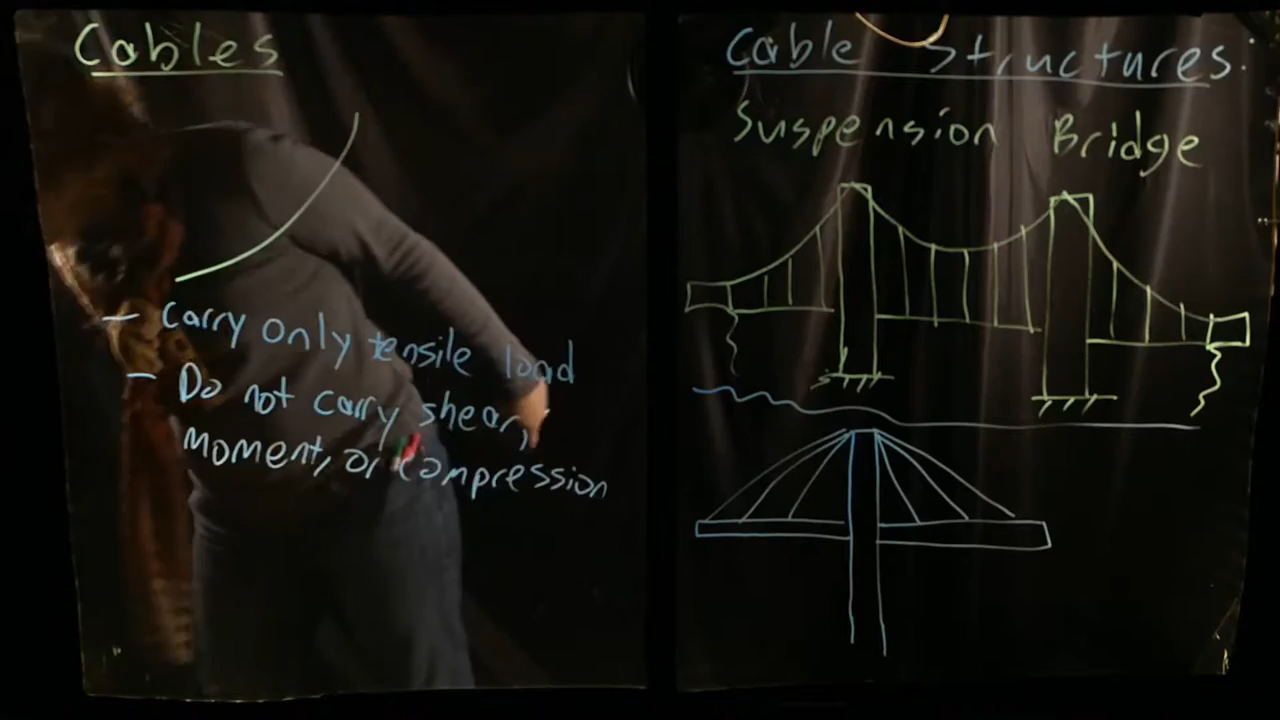 Cables
- Carry only tensile load
- Do not carry shear,
moment, or compression
Cable Structures:
Suspension Bridge